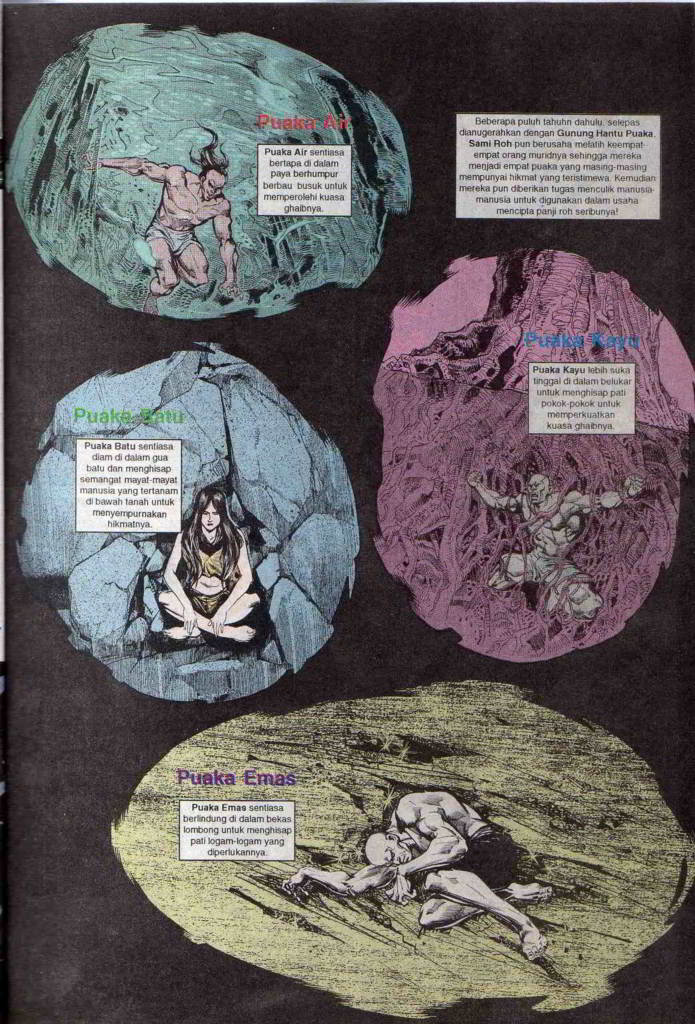 Puaka Air
Puaka Air sentiasa
bertapa di dalam
paya berhumpur
berbau busuk untuk
memperolehi kuasa
ghaibnya.
Beberapa puluh tahuhn dahulu, selepas
dianugerahkan dengan Gunung Hantu Puaka,
Sami Roh pun berusaha melatih keempat-
empat orang muridnya sehingga mereka
menjadi empat puaka yang masing-masing
mempunyai hikmat yang teristimewa. Kemudian
mereka pun diberikan tugas menculik manusia-
manusia untuk digunakan dalam usaha
mencipta panji roh seribunya!
Puaka Kayu
Puaka Kayu lebih suka
tinggal di dalam belukar
untuk menghisap pati
pokok-pokok untuk
memperkuatkan
kuasa ghaibnya.
Puaka Batu
Puaka Batu sentiasa
diam di dalam gua
batu dan menghisap
semangat mayat-mayat
manusia yang tertanam
di bawah tanah untuk
menyempurnakan
hikmatnya.
Puaka Emas
Puaka Emas sentiasa
berlindung di dalam bekas
lombong untuk menghisap
pati logam-logam yang
diperlukannya.